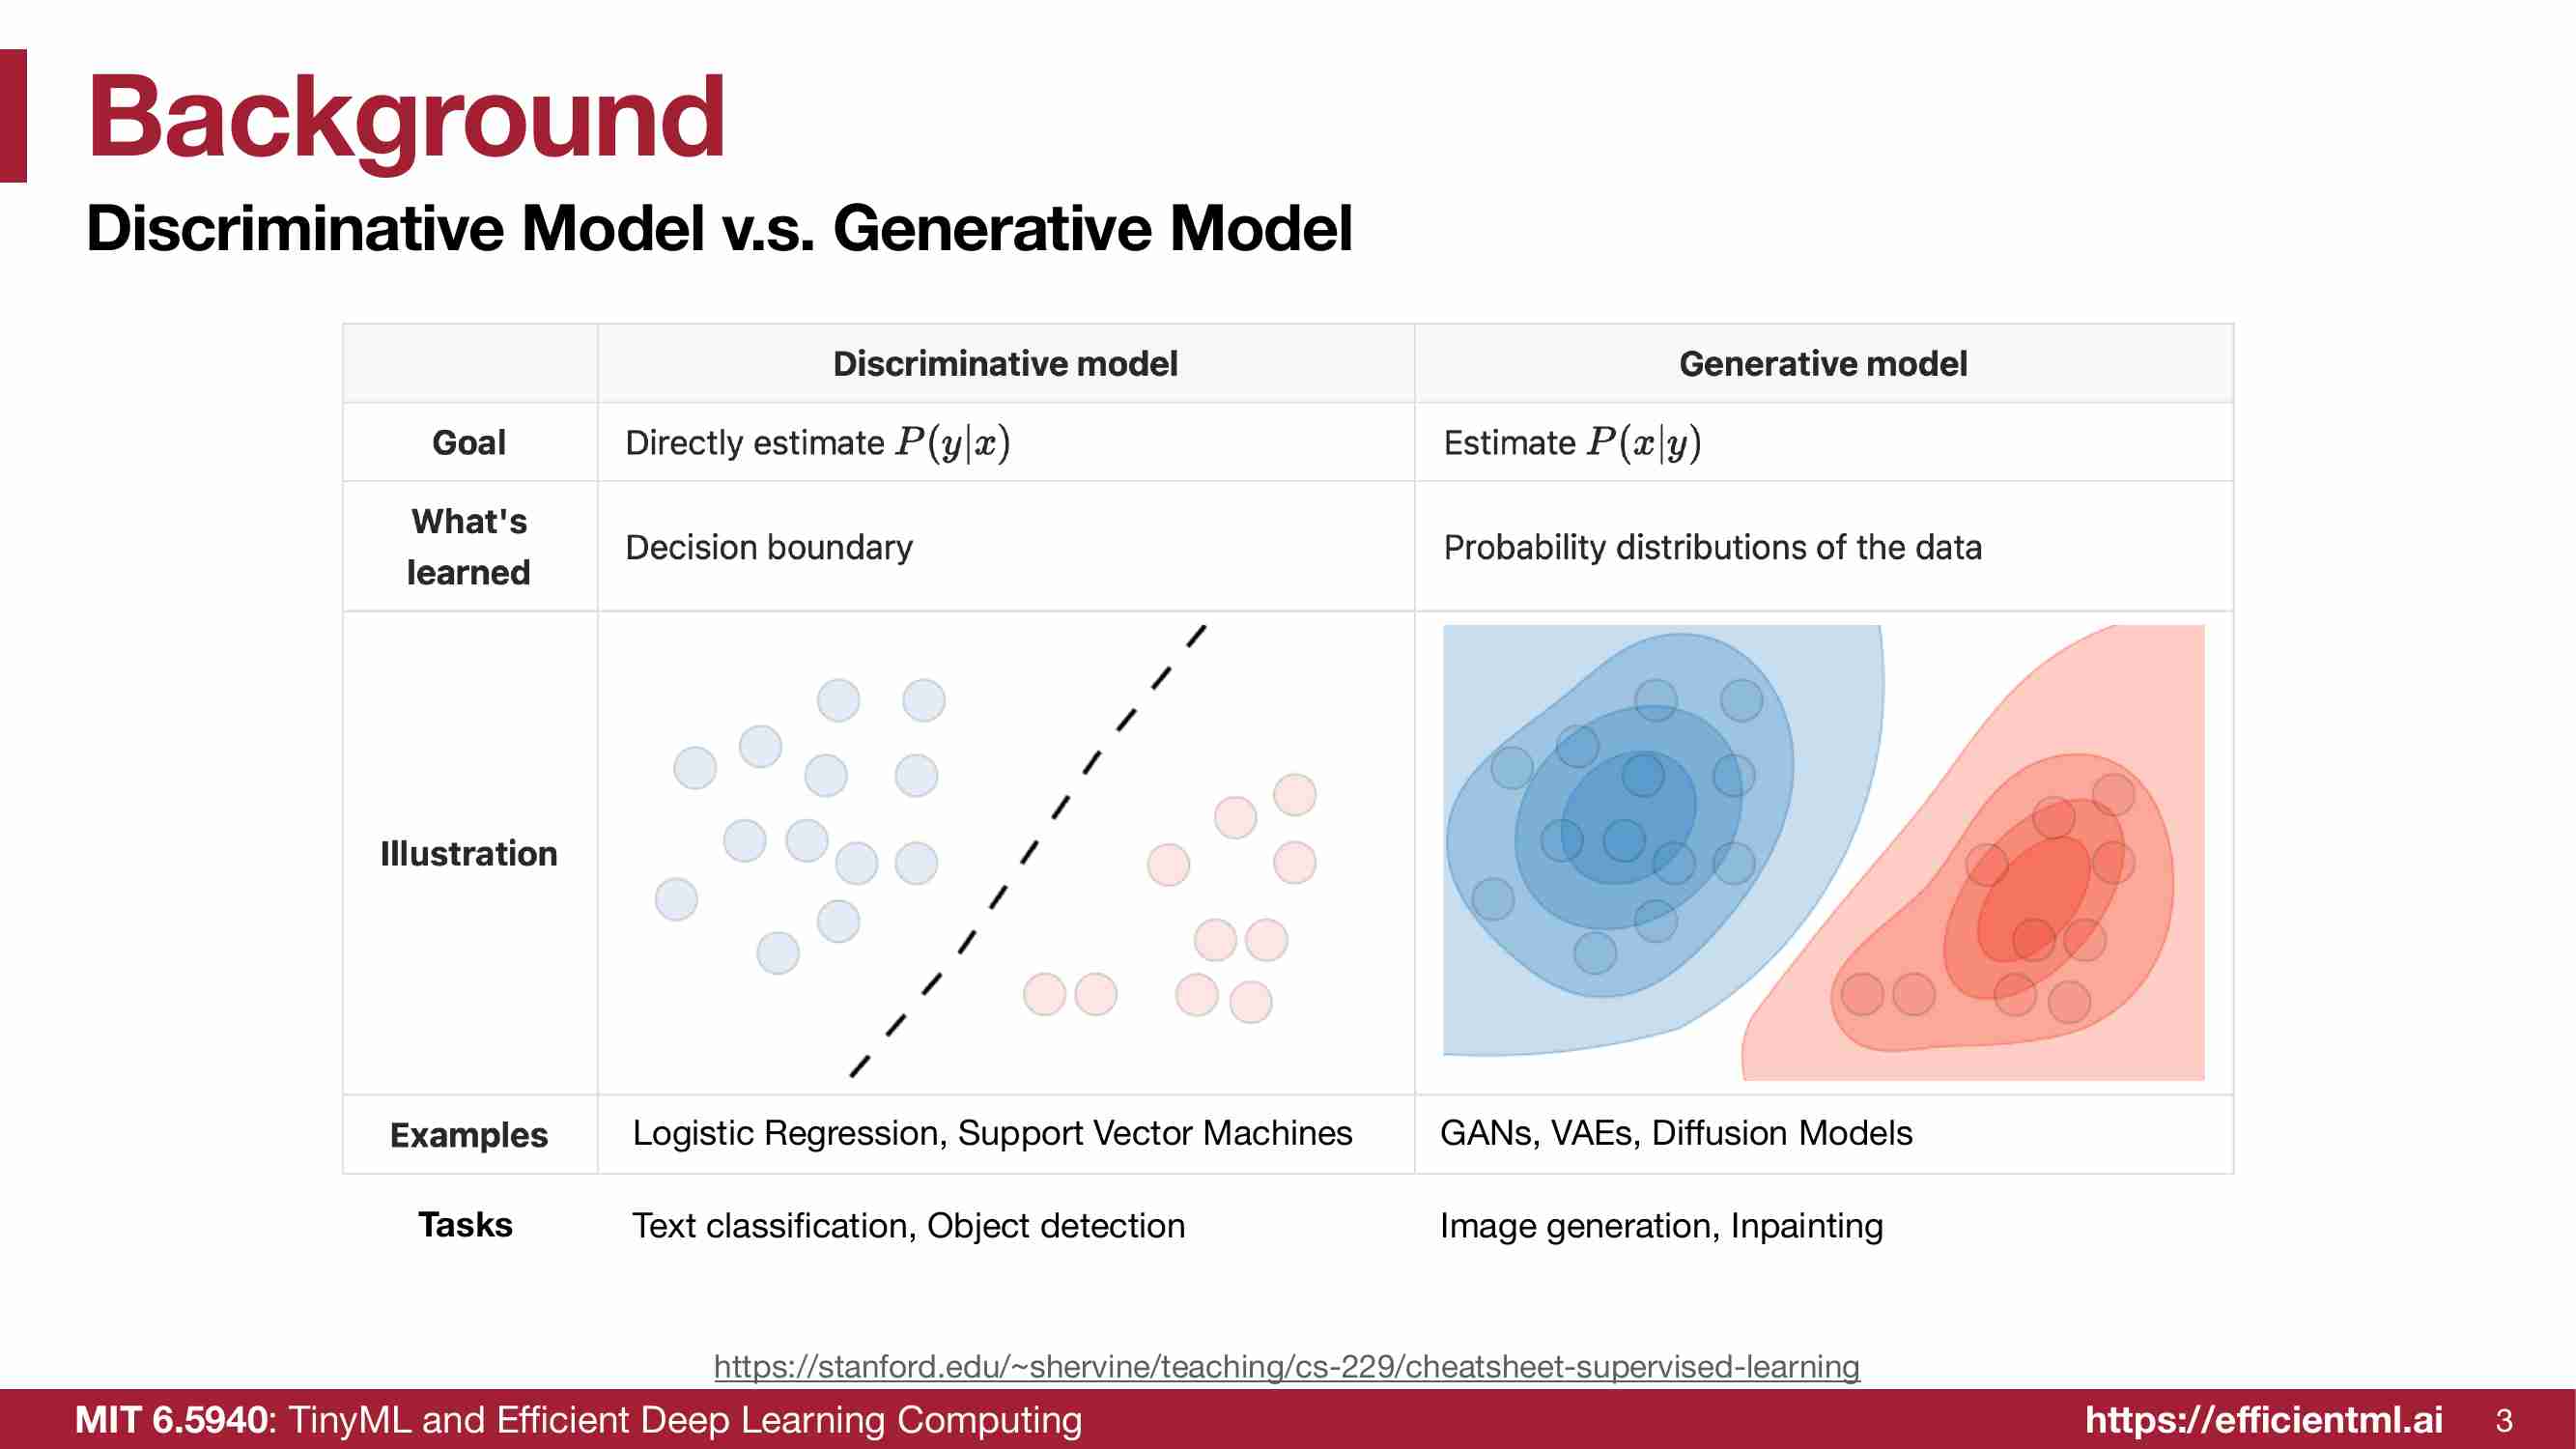 Background
Discriminative Model v.s. Generative Model
Discriminative model
Generative model
Goal
Directly estimate P(y|x)
Estimate P(x|y)
What's
learned
Decision boundary
Probability distributions of the data
Illustration
Examples
Logistic Regression, Support Vector Machines
GANs, VAEs, Diffusion Models
Tasks
Text classification, Object detection
Image generation, Inpainting
https://stanford.edu/~shervine/teaching/cs-229/cheatsheet-supervised-learning
MIT 6.5940: TinyML and Efficient Deep Learning Computing
https://efficientml.ai
3